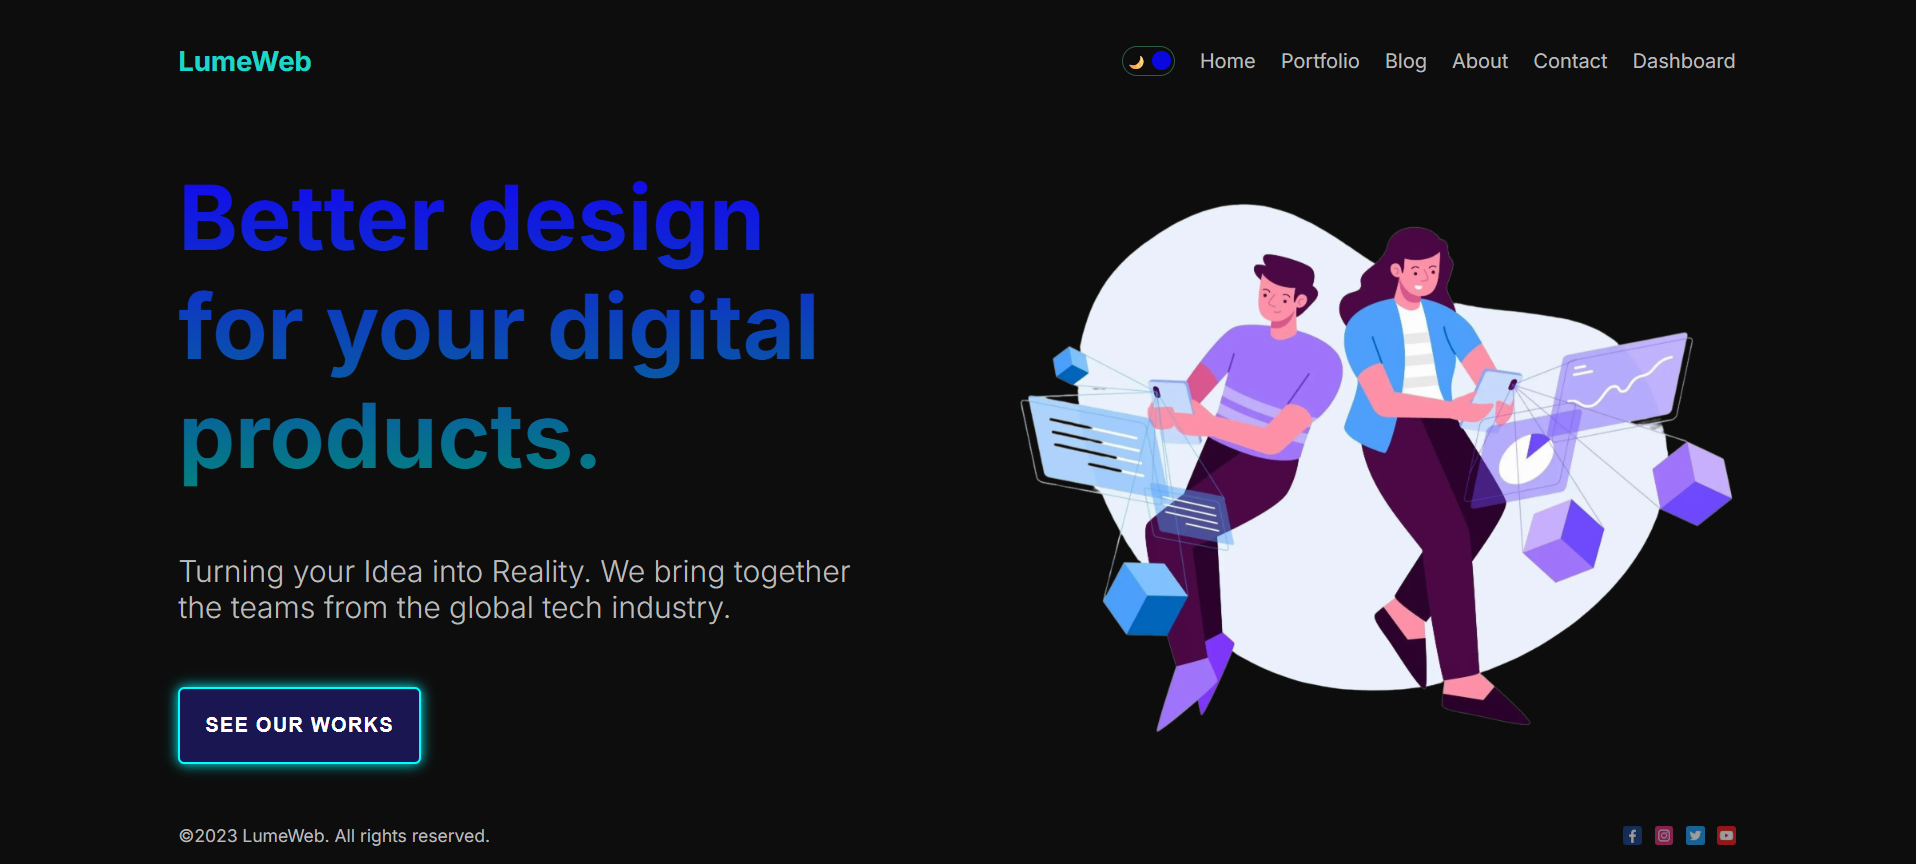 LumeWeb
Home Portfolio Blog About Contact Dashboard
Better design
for your digital
products.
Turning your Idea into Reality. We bring together
the teams from the global tech industry.
SEE OUR WORKS
©2023 LumeWeb. All rights reserved.